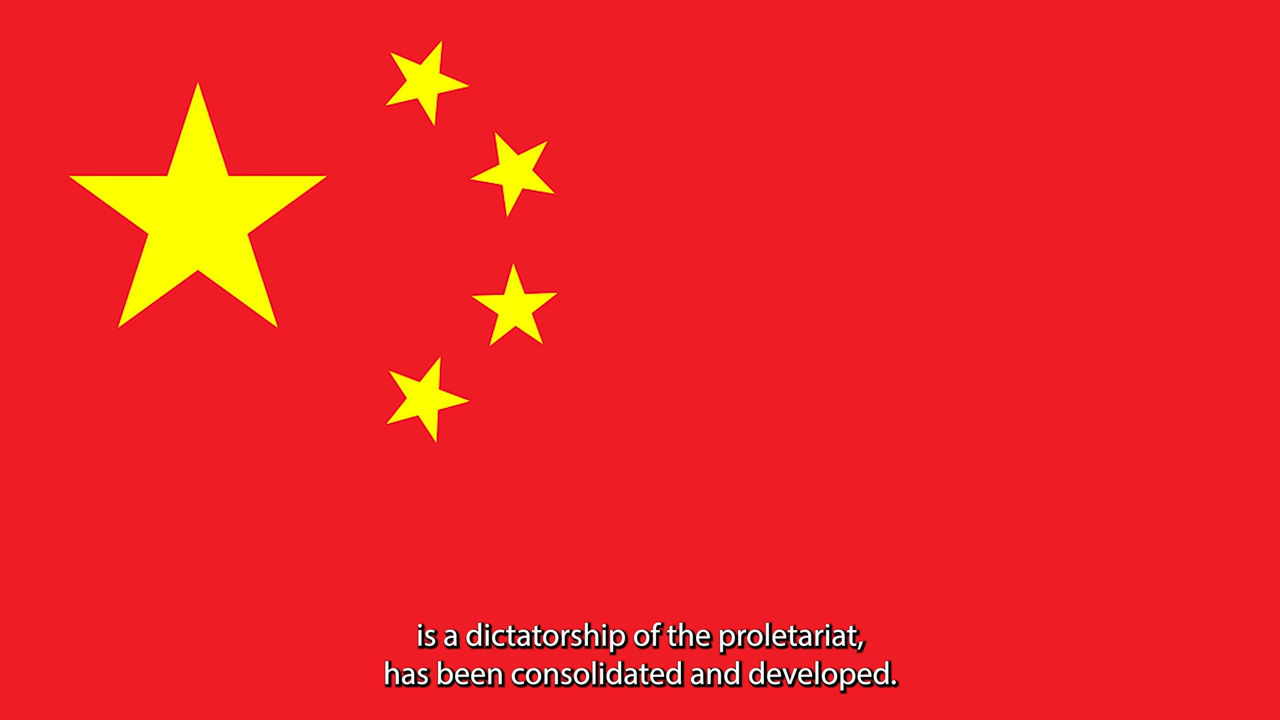 is a dictatorship of the proletariat,
has been consolidated and developed.